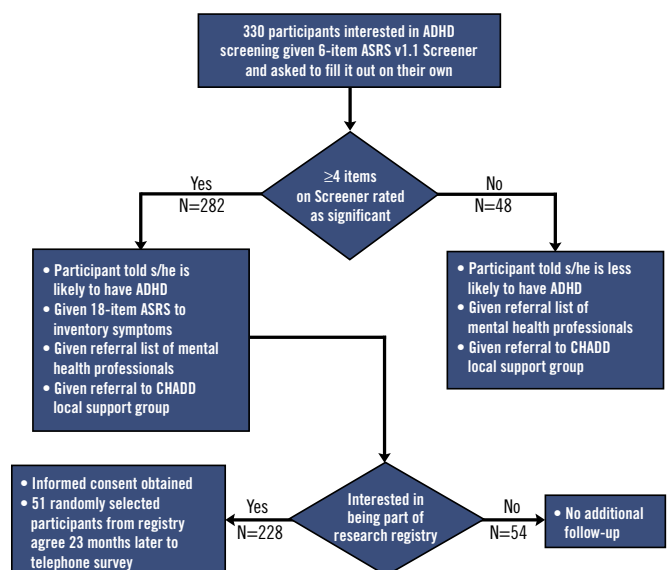 330 participants interested in ADHD
screening given 6-item ASRS v1.1 Screener
and asked to fill it out on their own
≥4 items
on Screener rated
as significant
Yes
N=282
No
N=48
• Participant told s/he is
likely to have ADHD
• Given 18-item ASRS to
inventory symptoms
• Given referral list of mental
health professionals
• Given referral to CHADD
local support group
• Participant told s/he is less
likely to have ADHD
• Given referral list of
mental health professionals
• Given referral to CHADD
local support group
Interested in
being part of
research registry
Yes
N=228
No
N=54
• Informed consent obtained
• 51 randomly selected
participants from registry
agree 23 months later to
telephone survey
• No additional
follow-up